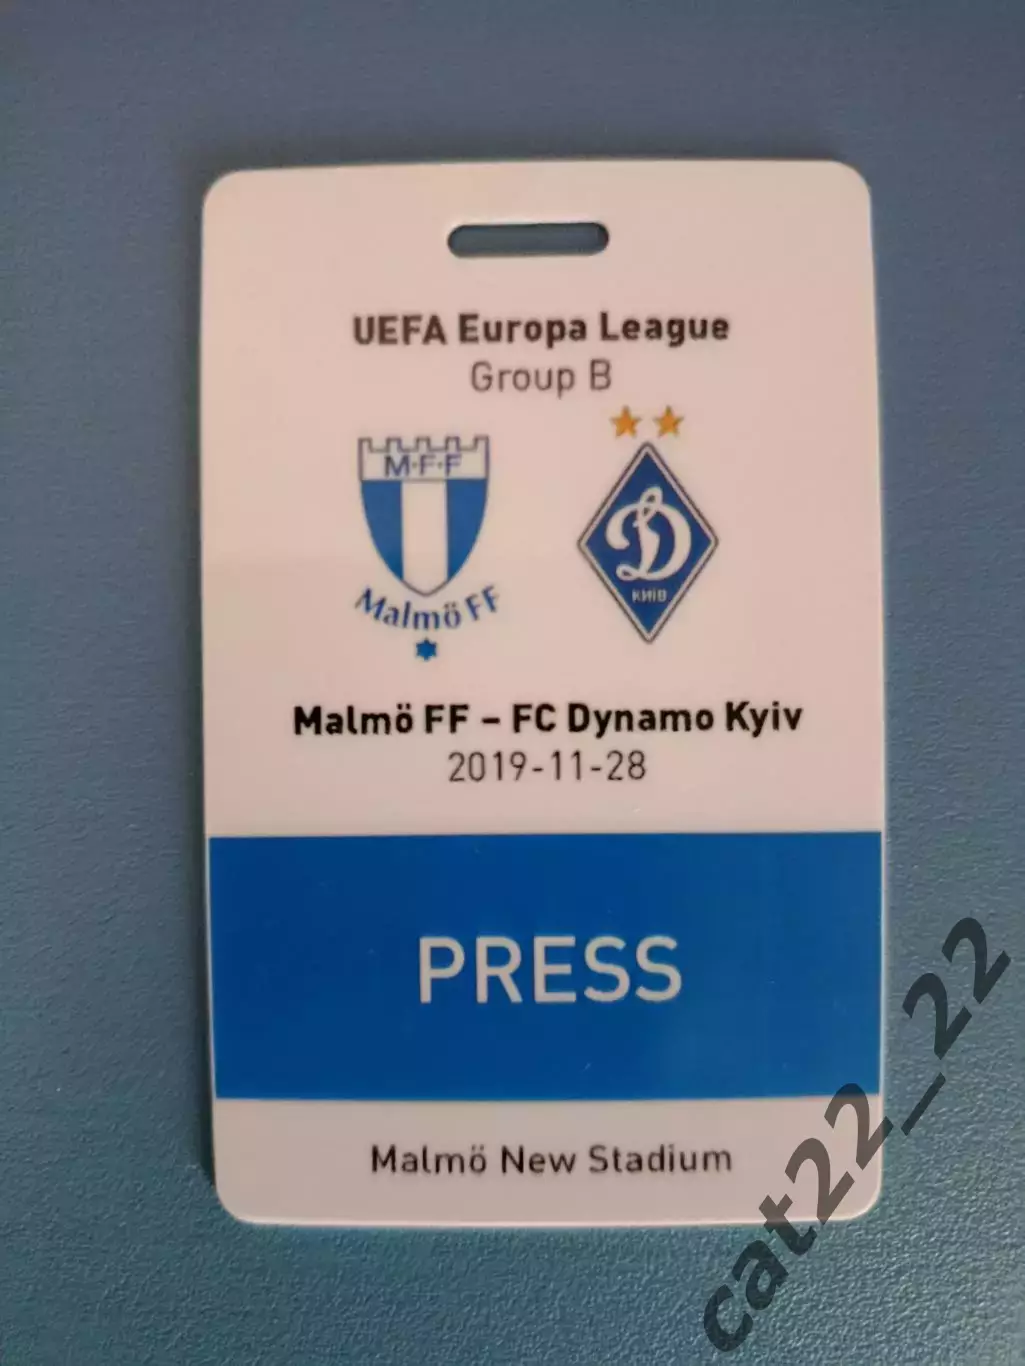 UEFA Europa League
Group B
M·F·F
Malmö FF
Д
КИЇВ
Malmö FF – FC Dynamo Kyiv
2019-11-28
PRESS
Malmö New Stadium
cat22_22